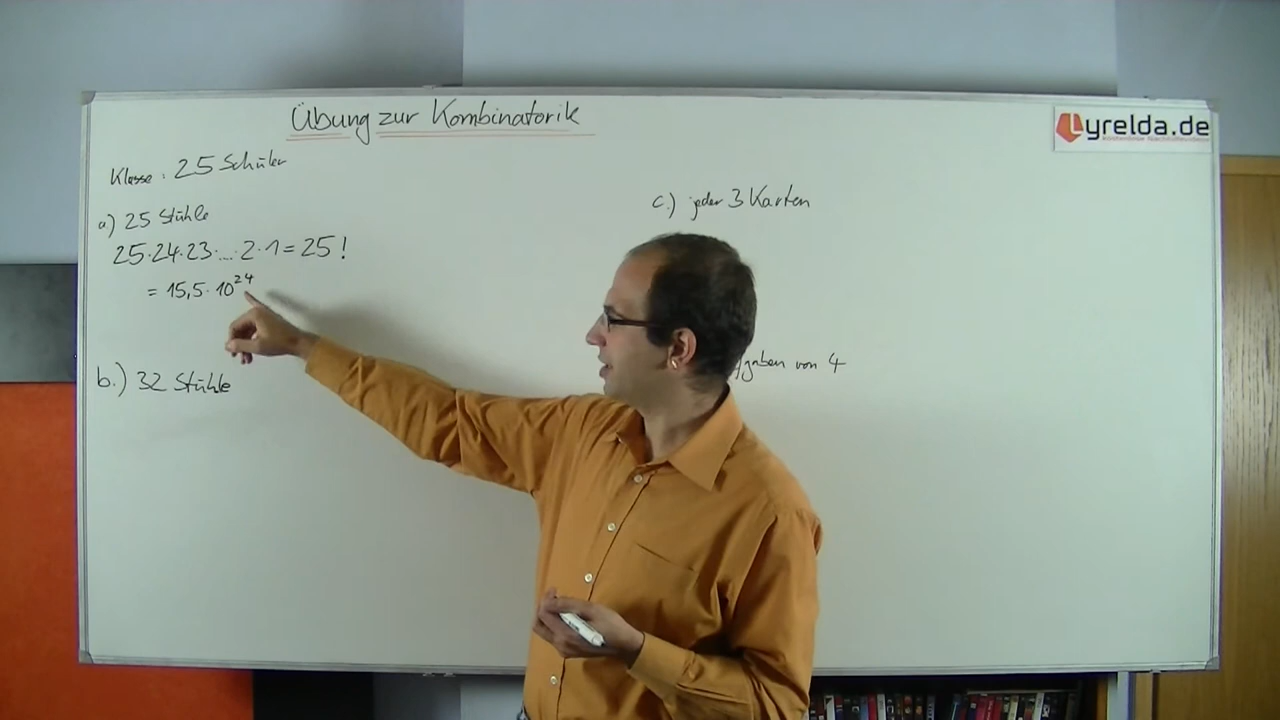 Übung zur Kombinatorik
Lyrelda.de
Klasse: 25 Schüler
a) 25 Stühle
25·24·23·....·2·1=25!
= 15,5·10²⁴
b.) 32 Stühle
c.) jeder 3 Karten
von 4